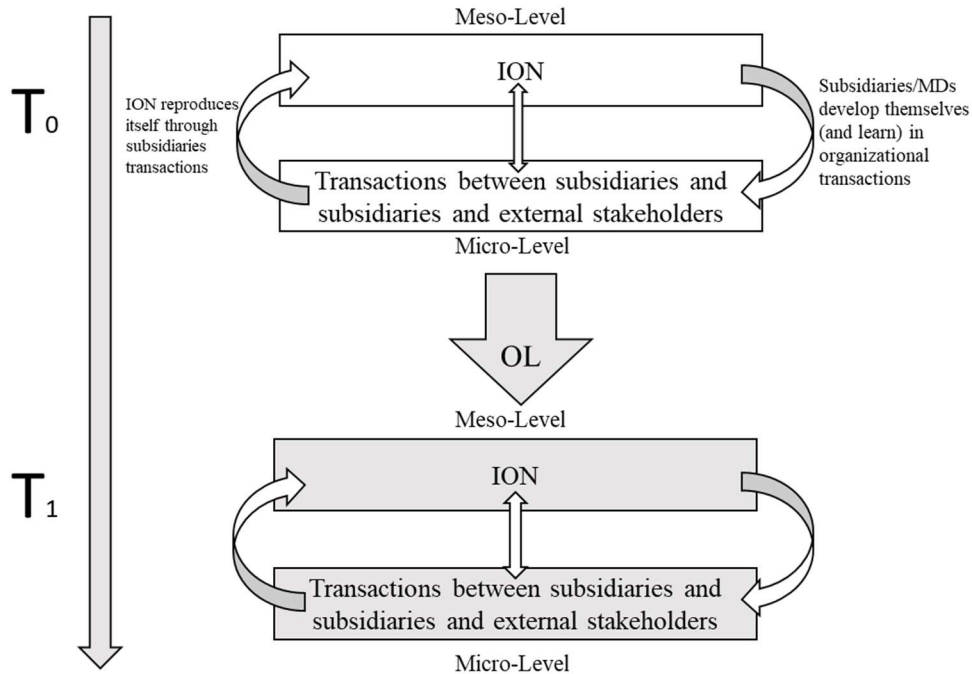 Meso-Level
T0
ION
ION reproduces
itself through
subsidiaries
transactions
Subsidiaries/MDs
develop themselves
(and learn) in
organizational
transactions
Transactions between subsidiaries and
subsidiaries and external stakeholders
Micro-Level
OL
Meso-Level
T1
ION
Transactions between subsidiaries and
subsidiaries and external stakeholders
Micro-Level